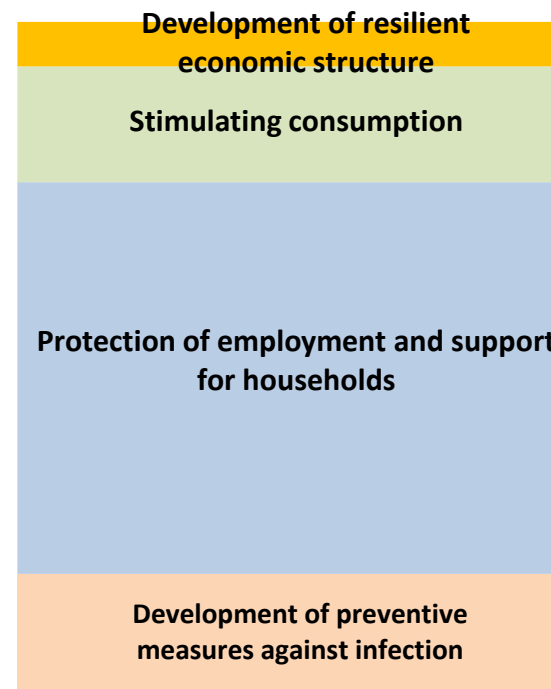 Development of resilient
economic structure
Stimulating consumption
Protection of employment and support
for households
Development of preventive
measures against infection